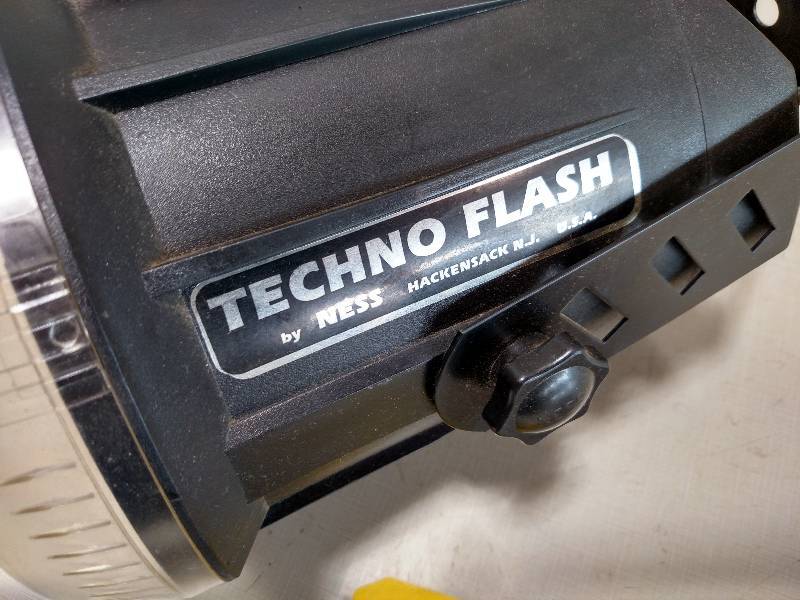 TECHNO FLASH
by NESS HACKENSACK N.J. U.S.A.